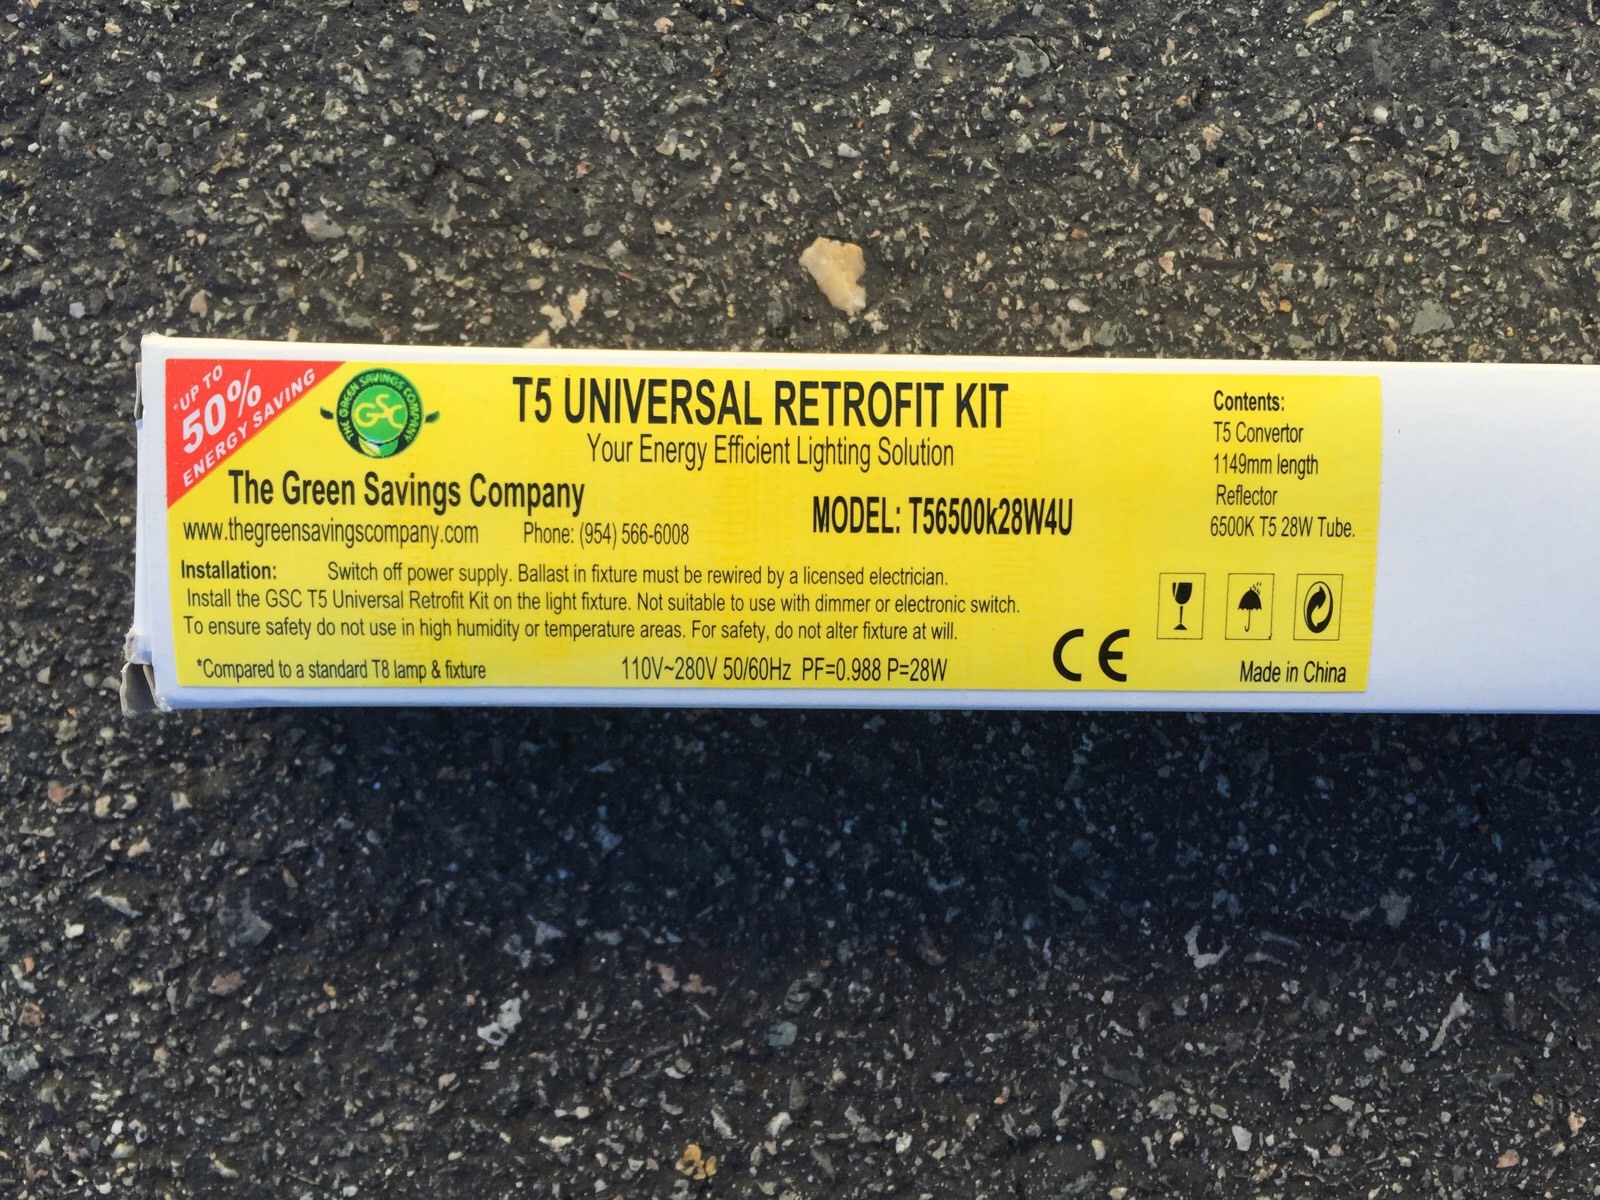 *UP TO
50%
ENERGY SAVING
THE GREEN SAVINGS COMPANY
GSC
T5 UNIVERSAL RETROFIT KIT
Your Energy Efficient Lighting Solution
The Green Savings Company
www.thegreensavingscompany.com Phone: (954) 566-6008
MODEL: T56500k28W4U
Contents:
T5 Convertor
1149mm length
Reflector
6500K T5 28W Tube.
Installation: Switch off power supply. Ballast in fixture must be rewired by a licensed electrician.
Install the GSC T5 Universal Retrofit Kit on the light fixture. Not suitable to use with dimmer or electronic switch.
To ensure safety do not use in high humidity or temperature areas. For safety, do not alter fixture at will.
*Compared to a standard T8 lamp & fixture 110V~280V 50/60Hz PF=0.988 P=28W
CE
Made in China